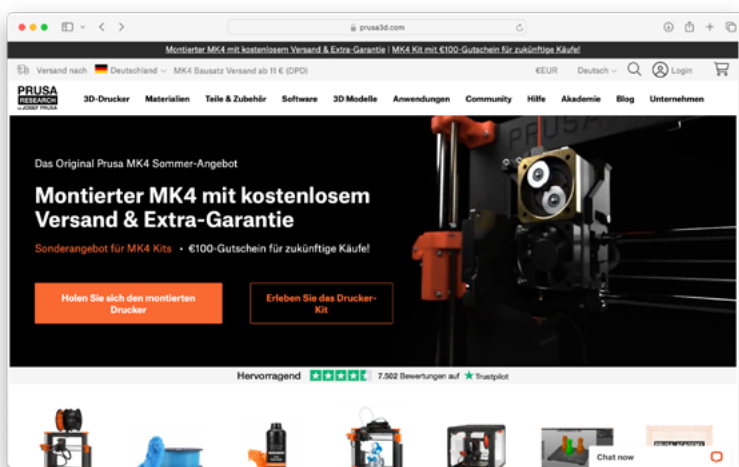 prusa3d.com
Montierter MK4 mit kostenlosem Versand & Extra-Garantie | MK4 Kit mit €100-Gutschein für zukünftige Käufe!
Versand nach Deutschland MK4 Bausatz Versand ab 11 € (DPD) €EUR Deutsch Login
PRUSA
RESEARCH
by JOSEF PRUSA
3D-Drucker Materialien Teile & Zubehör Software 3D Modelle Anwendungen Community Hilfe Akademie Blog Unternehmen
PRUSA
Das Original Prusa MK4 Sommer-Angebot
Montierter MK4 mit kostenlosem
Versand & Extra-Garantie
Sonderangebot für MK4 Kits • €100-Gutschein für zukünftige Käufe!
Holen Sie sich den montierten
Drucker
Erleben Sie das Drucker-
Kit
Hervorragend 7.502 Bewertungen auf Trustpilot
PRUSA ACADEMY
Chat now